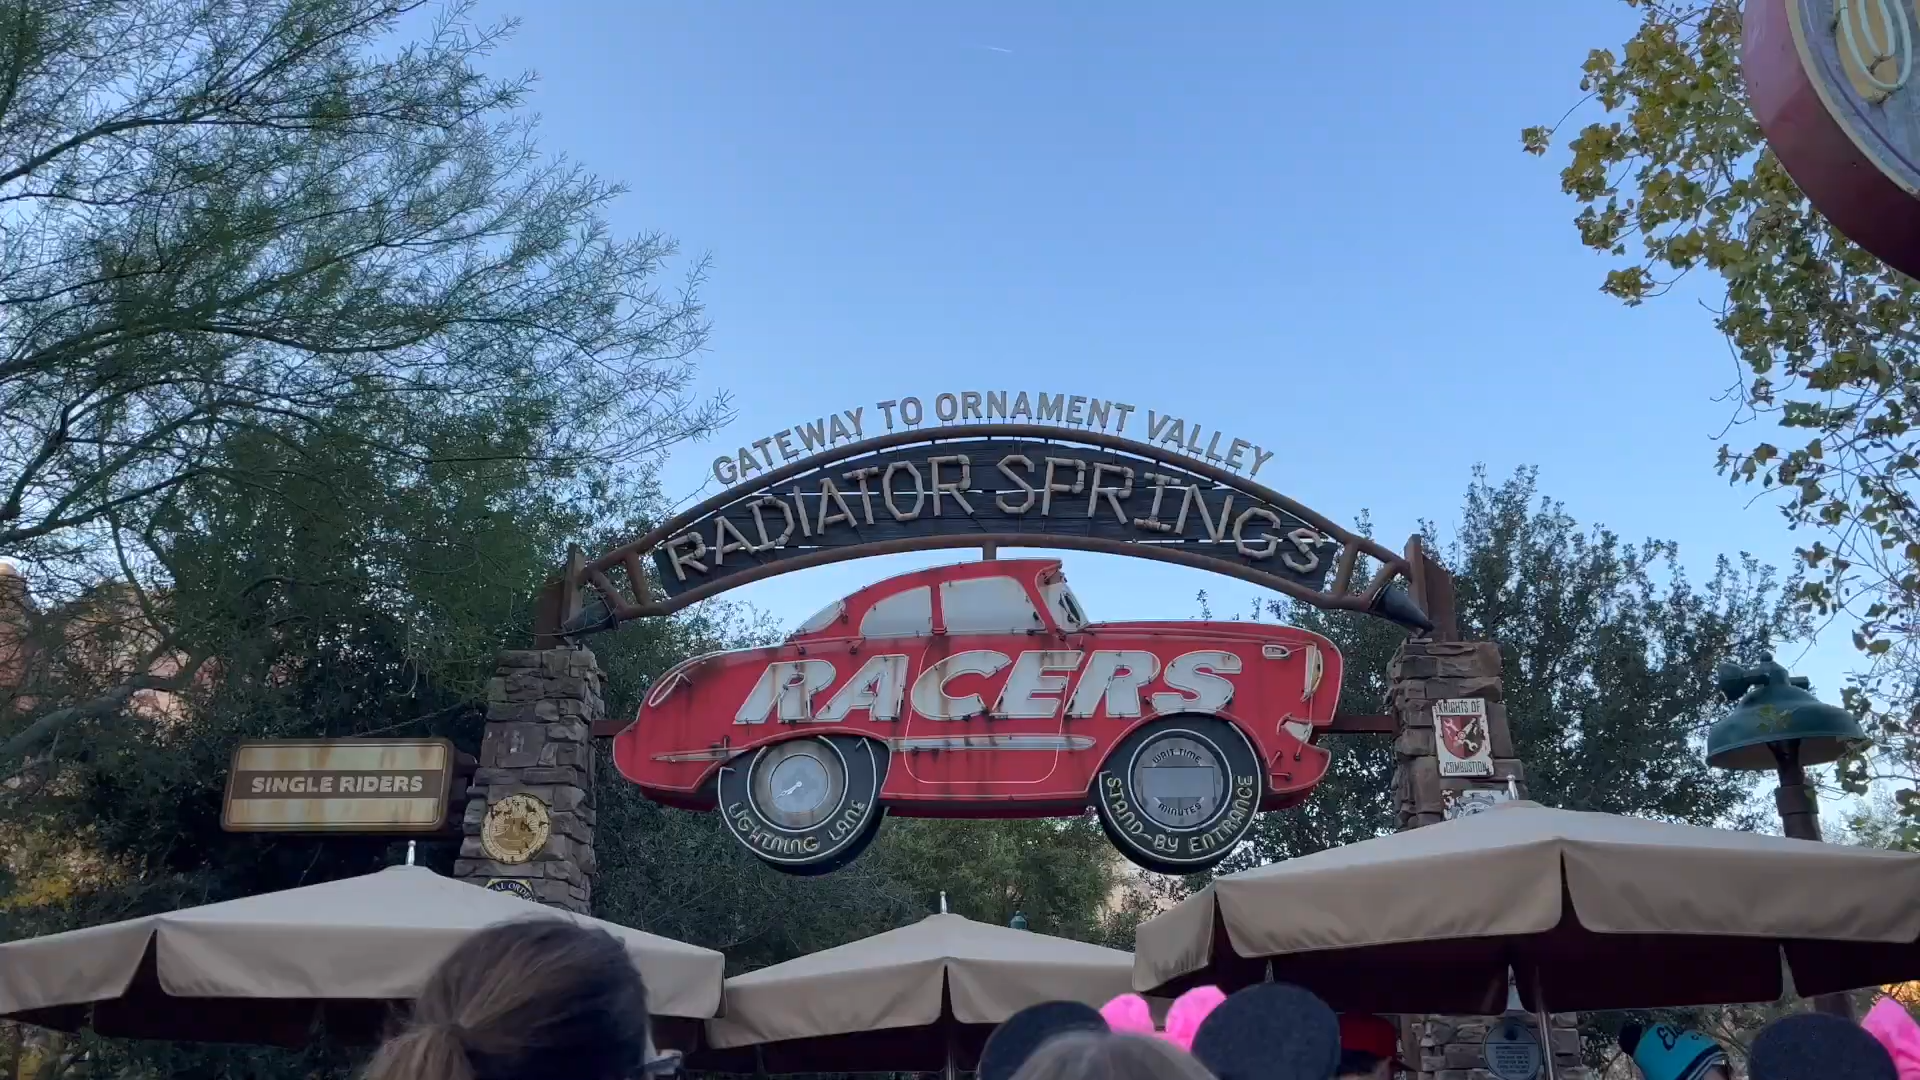 GATEWAY TO ORNAMENT VALLEY
RADIATOR SPRINGS
RACERS
SINGLE RIDERS
LIGHTNING LANE
WAIT TIME
MINUTES
STAND-BY ENTRANCE
KNIGHTS OF
COMBUSTION